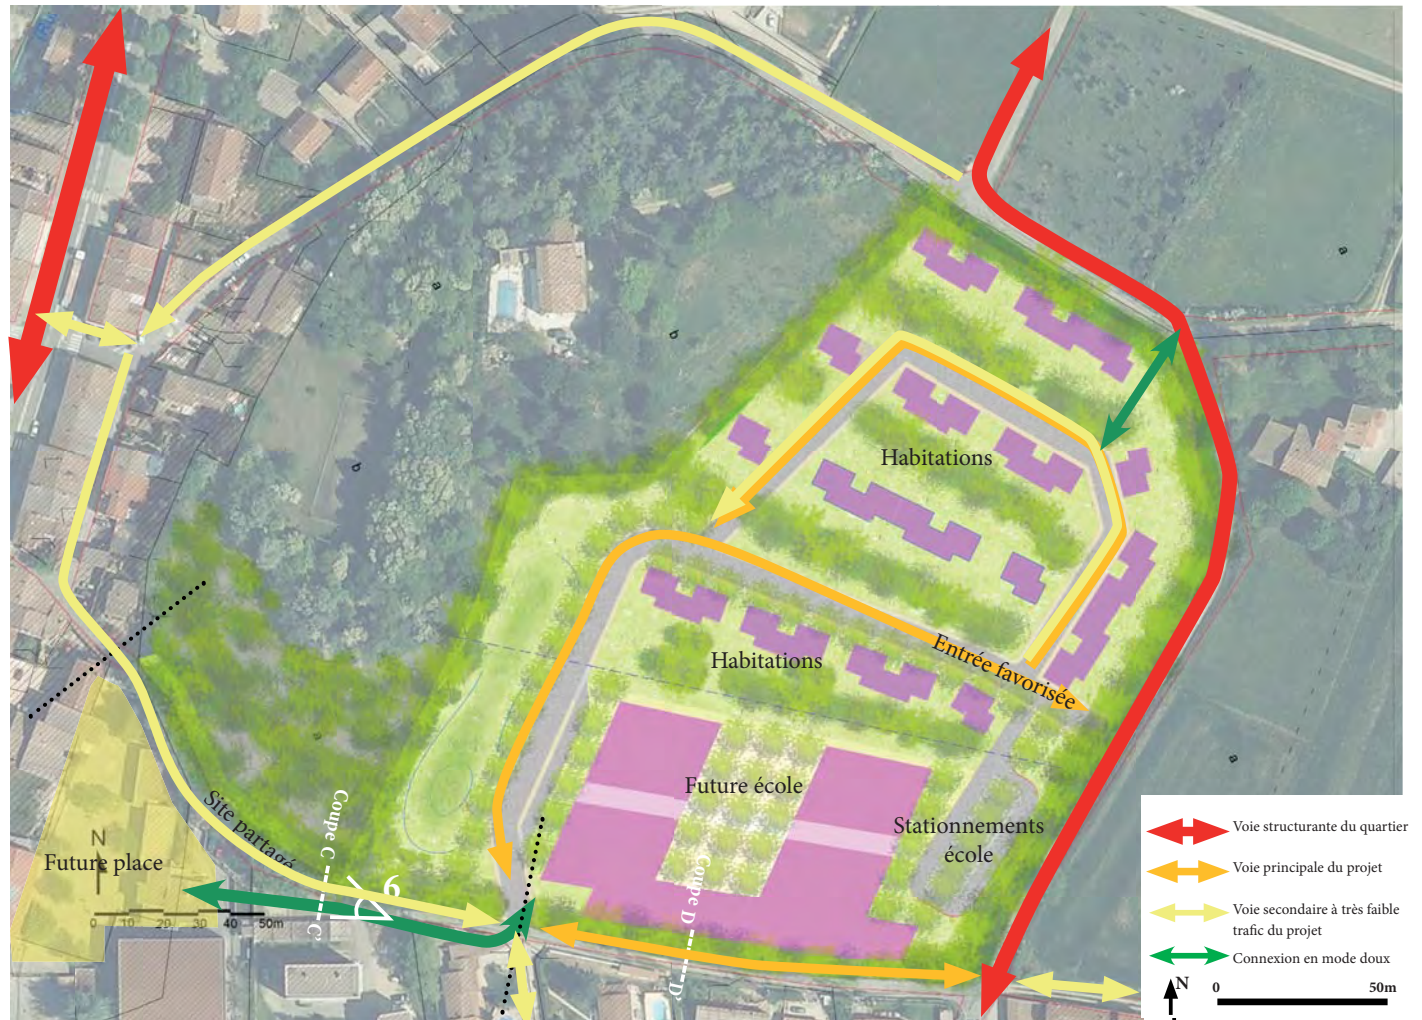 Habitations
Entrée favorisée
Habitations
Future école
Stationnements
école
Site partagé
Coupe C
C'
Coupe D
D'
6
N
Future place
0 10 20 30 40 50m
Voie structurante du quartier
Voie principale du projet
Voie secondaire à très faible
trafic du projet
Connexion en mode doux
N
0 50m